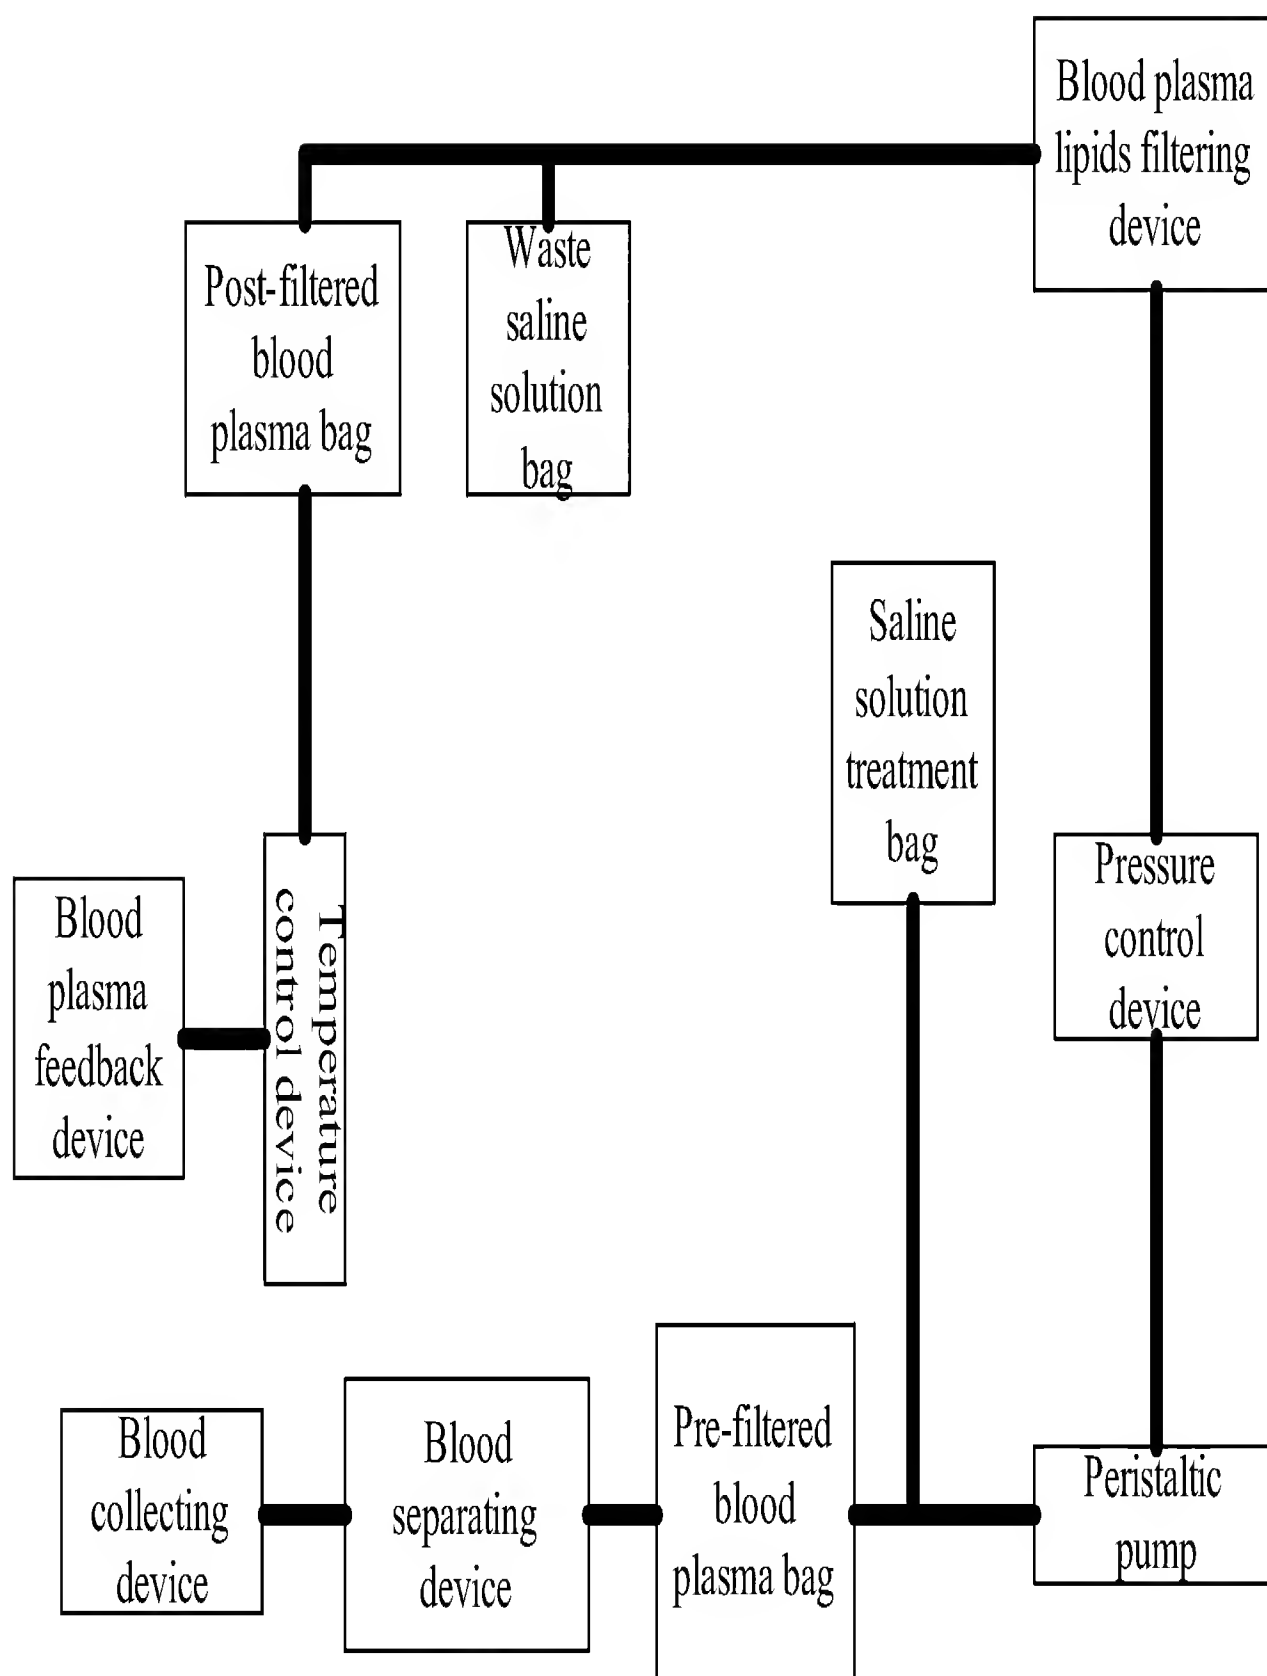 Blood plasma
lipids filtering
device
Post-filtered
blood
plasma bag
Waste
saline
solution
bag
Saline
solution
treatment
bag
Pressure
control
device
Blood
plasma
feedback
device
Temperature
control device
Blood
collecting
device
Blood
separating
device
Pre-filtered
blood
plasma bag
Peristaltic
pump